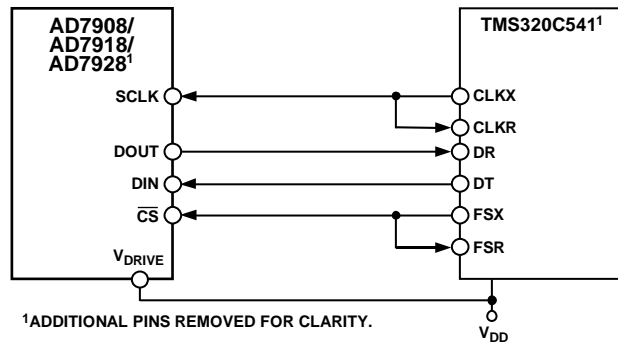 AD7908/
AD7918/
AD7928¹
SCLK
DOUT
DIN
CS
VDRIVE
TMS320C541¹
CLKX
CLKR
DR
DT
FSX
FSR
VDD
¹ADDITIONAL PINS REMOVED FOR CLARITY.